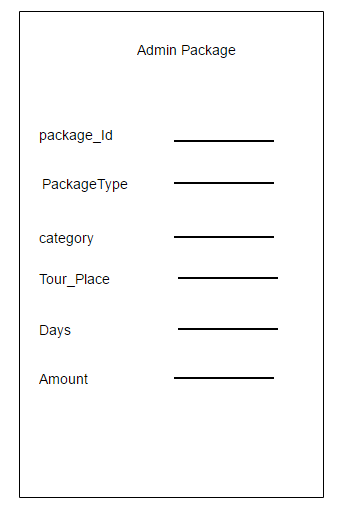 Admin Package
package_Id
PackageType
category
Tour_Place
Days
Amount